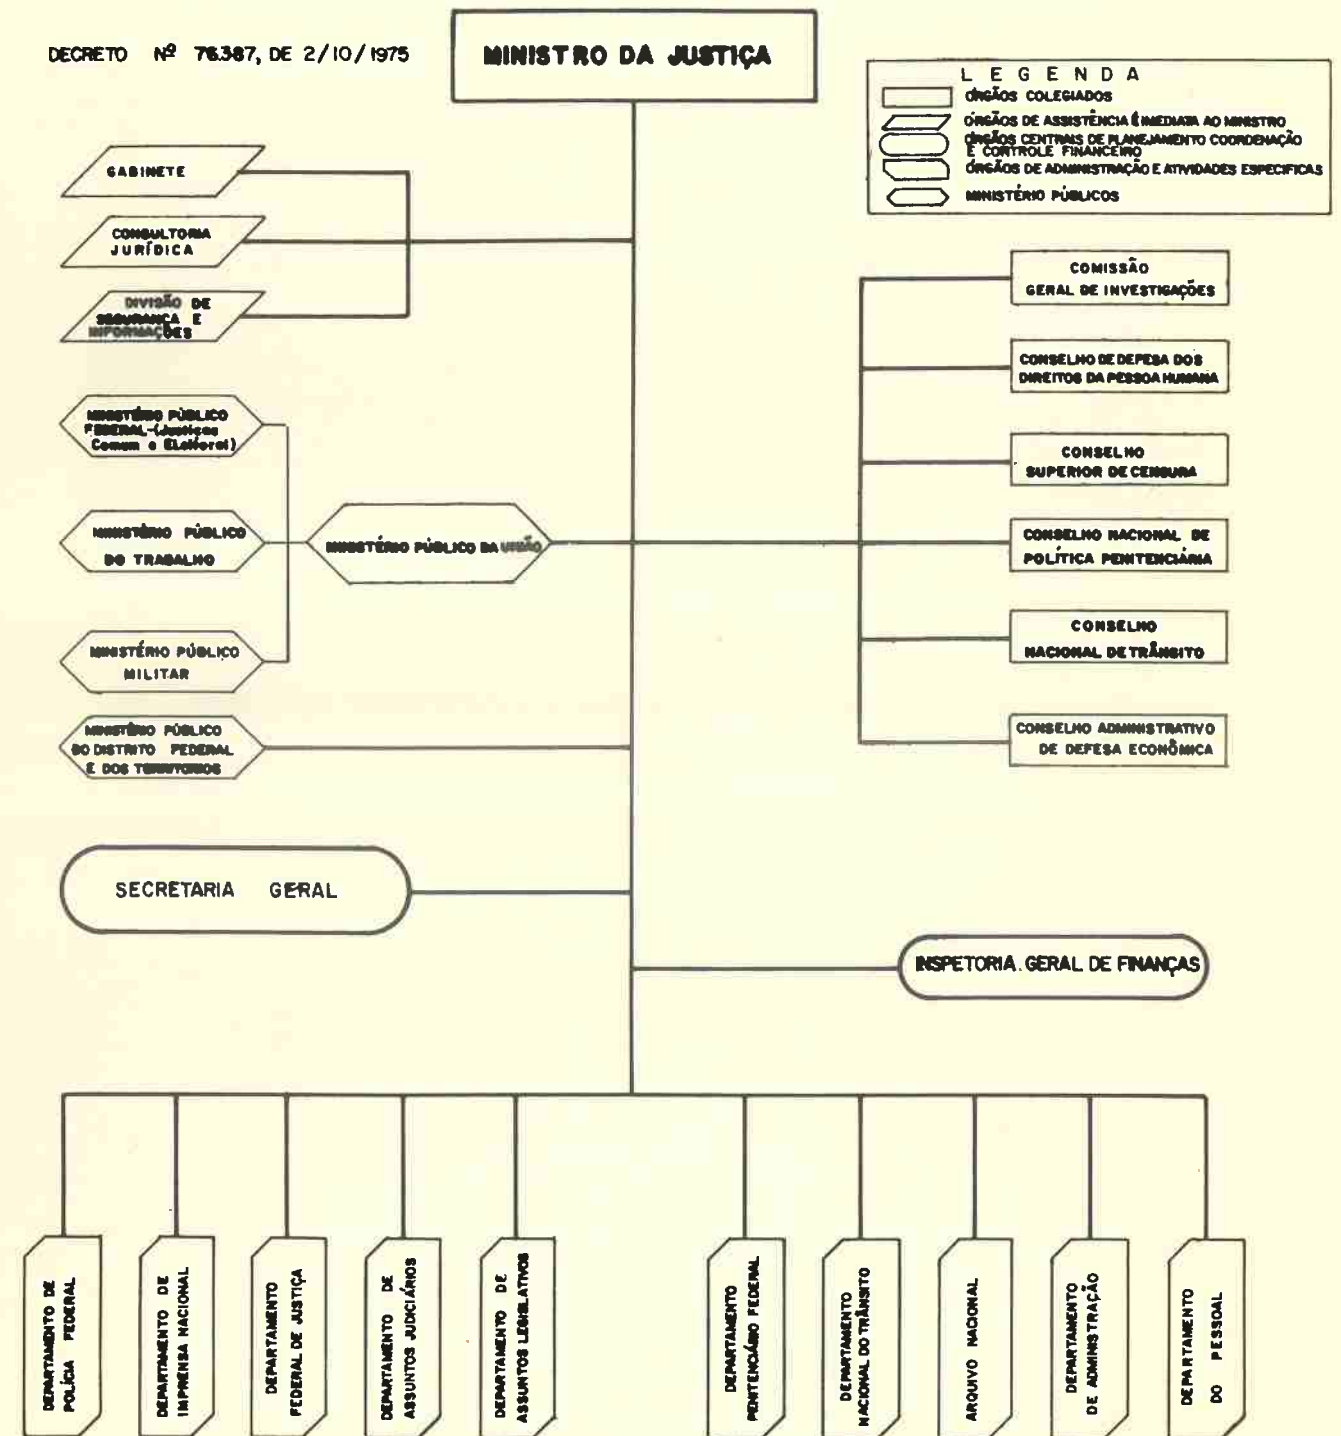 DECRETO Nº 76.387, DE 2/10/1975
MINISTRO DA JUSTIÇA
LEGENDA
ÓRGÃOS COLEGIADOS
ÓRGÃOS DE ASSISTÊNCIA É IMEDIATA AO MINISTRO
ÓRGÃOS CENTRAIS DE PLANEJAMENTO COORDENAÇÃO
E CONTROLE FINANCEIRO
ÓRGÃOS DE ADMINISTRAÇÃO E ATIVIDADES ESPECIFICAS
MINISTÉRIO PÚBLICOS
GABINETE
CONSULTORIA
JURÍDICA
DIVISÃO DE
SEGURANÇA E
INFORMAÇÕES
COMISSÃO
GERAL DE INVESTIGAÇÕES
CONSELHO DE DEFESA DOS
DIREITOS DA PESSOA HUMANA
CONSELHO
SUPERIOR DE CENSURA
CONSELHO NACIONAL DE
POLÍTICA PENITENCIÁRIA
CONSELHO
NACIONAL DE TRÂNSITO
CONSELHO ADMINISTRATIVO
DE DEFESA ECONÔMICA
MINISTÉRIO PÚBLICO
FEDERAL-(Justiças
Comum e ELeitoral)
MINISTÉRIO PÚBLICO
DO TRABALHO
MINISTÉRIO PÚBLICO DA UNIÃO
MINISTÉRIO PÚBLICO
MILITAR
MINISTÉRIO PÚBLICO
DO DISTRITO FEDERAL
E DOS TERRITORIOS
SECRETARIA GERAL
INSPETORIA. GERAL DE FINANÇAS
DEPARTAMENTO DE
POLÍCIA FEDERAL
DEPARTAMENTO DE
IMPRENSA NACIONAL
DEPARTAMENTO
FEDERAL DE JUSTIÇA
DEPARTAMENTO DE
ASSUNTOS JUDICIÁRIOS
DEPARTAMENTO DE
ASSUNTOS LEGISLATIVOS
DEPARTAMENTO
PENITENCIÁRIO FEDERAL
DEPARTAMENTO
NACIONAL DO TRÂNSITO
ARQUIVO NACIONAL
DEPARTAMENTO
DE ADMINISTRAÇÃO
DEPARTAMENTO
DO PESSOAL